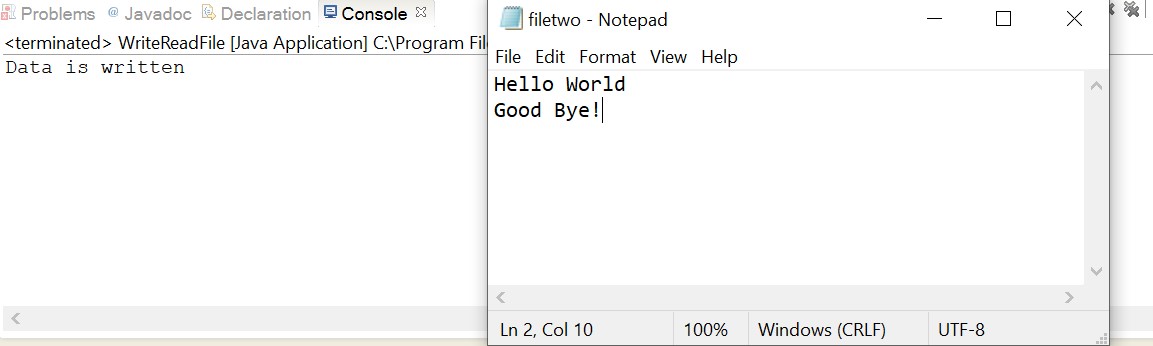 Problems @ Javadoc Declaration Console
<terminated> WriteReadFile [Java Application] C:\Program
Data is written
filetwo - Notepad
File Edit Format View Help
Hello World
Good Bye!
Ln 2, Col 10 100% Windows (CRLF) UTF-8